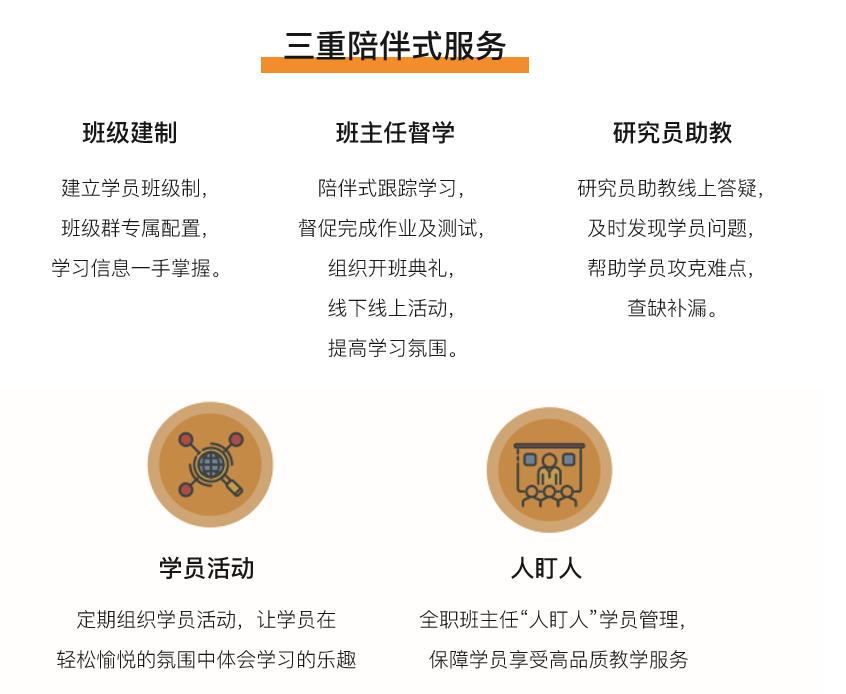 三重陪伴式服务
班级建制
建立学员班级制，
班级群专属配置，
学习信息一手掌握。
班主任督学
陪伴式跟踪学习，
督促完成作业及测试，
组织开班典礼，
线下线上活动，
提高学习氛围。
研究员助教
研究员助教线上答疑，
及时发现学员问题，
帮助学员攻克难点，
查缺补漏。
学员活动
定期组织学员活动，让学员在
轻松愉悦的氛围中体会学习的乐趣
人盯人
全职班主任“人盯人”学员管理，
保障学员享受高品质教学服务